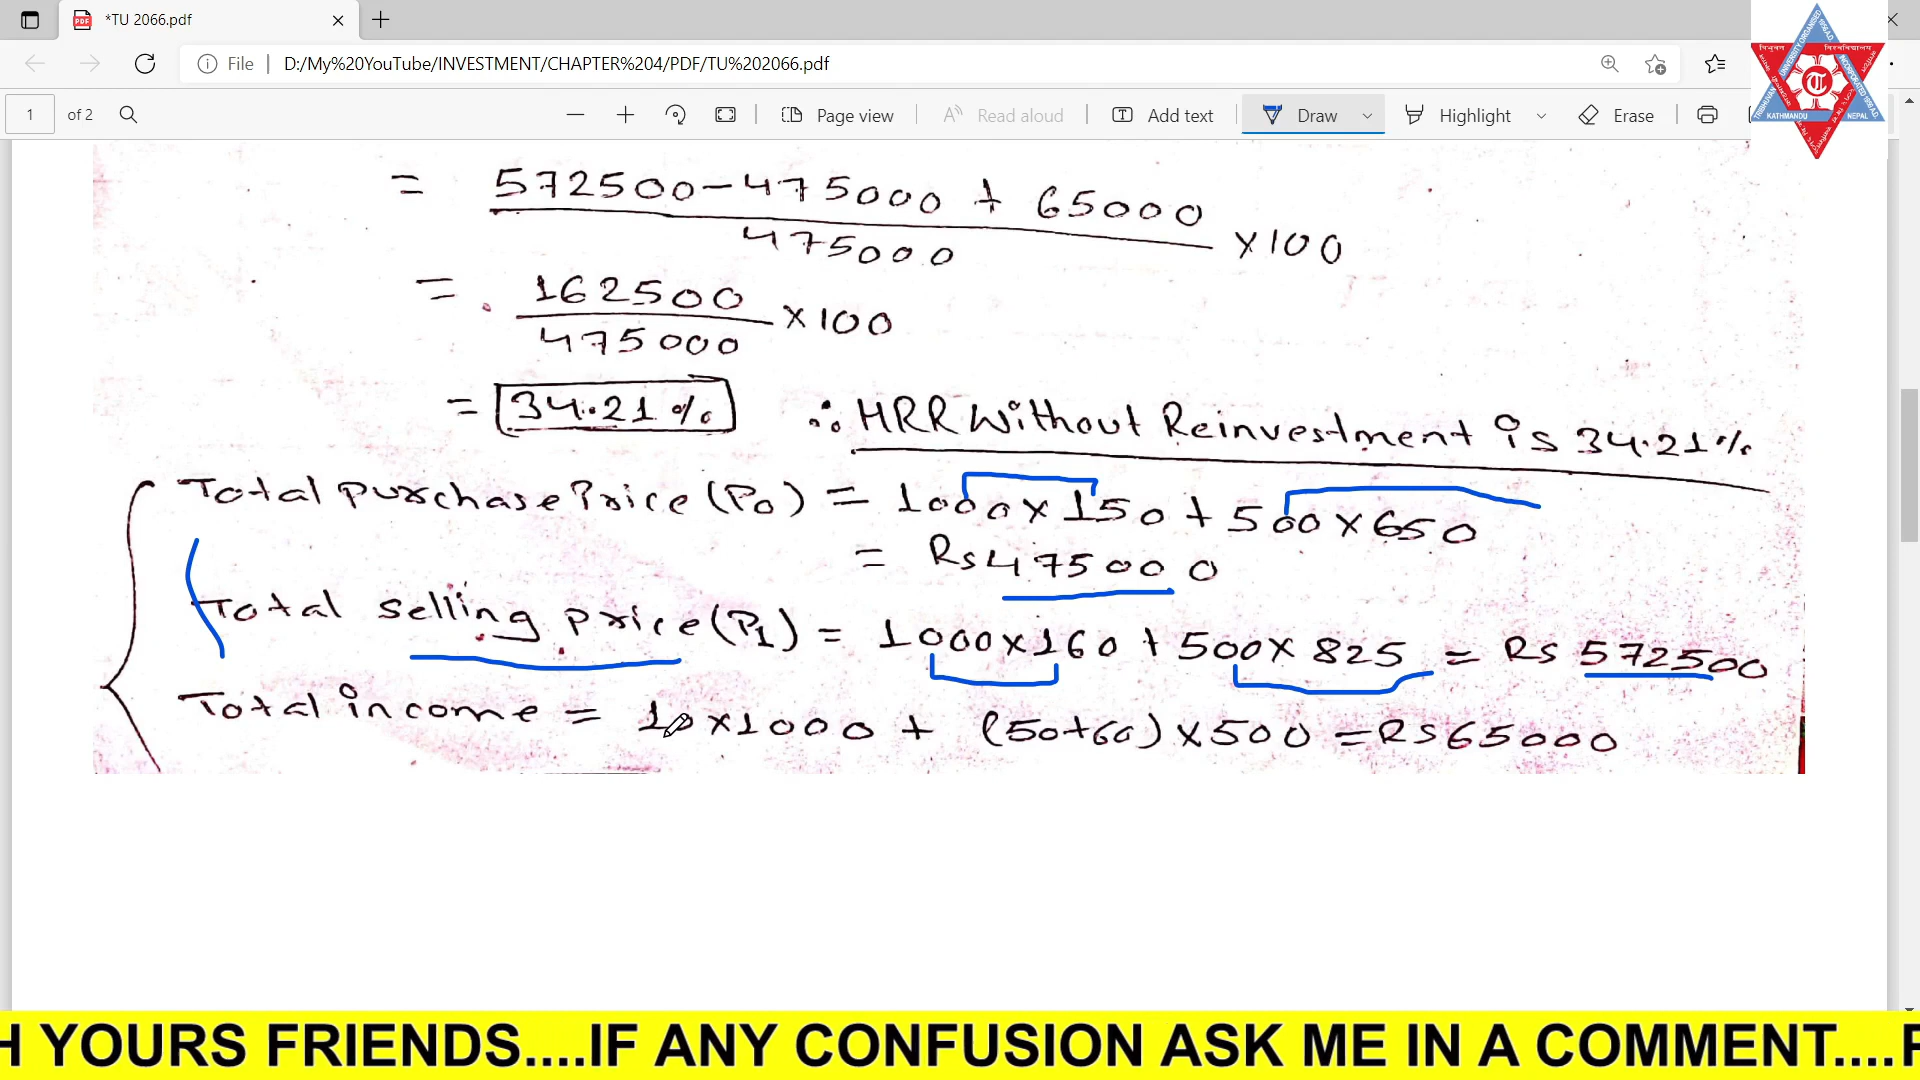 *TU 2066.pdf
File D:/My%20YouTube/INVESTMENT/CHAPTER%204/PDF/TU%202066.pdf
1 of 2 Page view Read aloud Add text Draw Highlight Erase
KATHMANDU NEPAL
= 572500-475000 + 65000
475000 ×100
= 162500
475000 ×100
= 34.21% ∴ HRR Without Reinvestment is 34.21%
Total purchase Price (P0) = 1000×150 + 500×650
= Rs 475000
Total selling price (P1) = 1000×160 + 500×825 = Rs 572500
Total income = 10×1000 + (50+60)×500 = Rs 65000
H YOURS FRIENDS....IF ANY CONFUSION ASK ME IN A COMMENT....